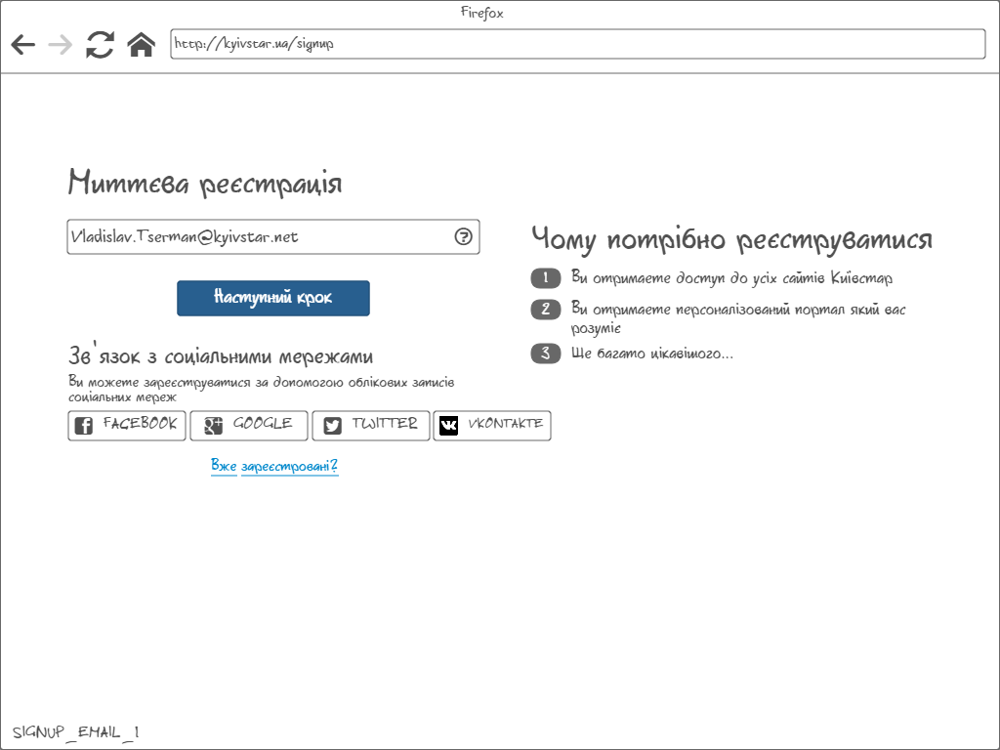 Firefox
http://kyivstar.ua/signup
Миттєва реєстрація
Vladislav.Tserman@kyivstar.net
?
Наступний крок
Зв'язок з соціальними мережами
Ви можете зареєструватися за допомогою облікових записів
соціальних мереж
FACEBOOK GOOGLE TWITTER VKONTAKTE
Вже зареєстровані?
Чому потрібно реєструватися
1 Ви отримаєте доступ до усіх сайтів Київстар
2 Ви отримаєте персоналізований портал який вас
розуміє
3 Ще багато цікавішого...
SIGNUP_EMAIL_1